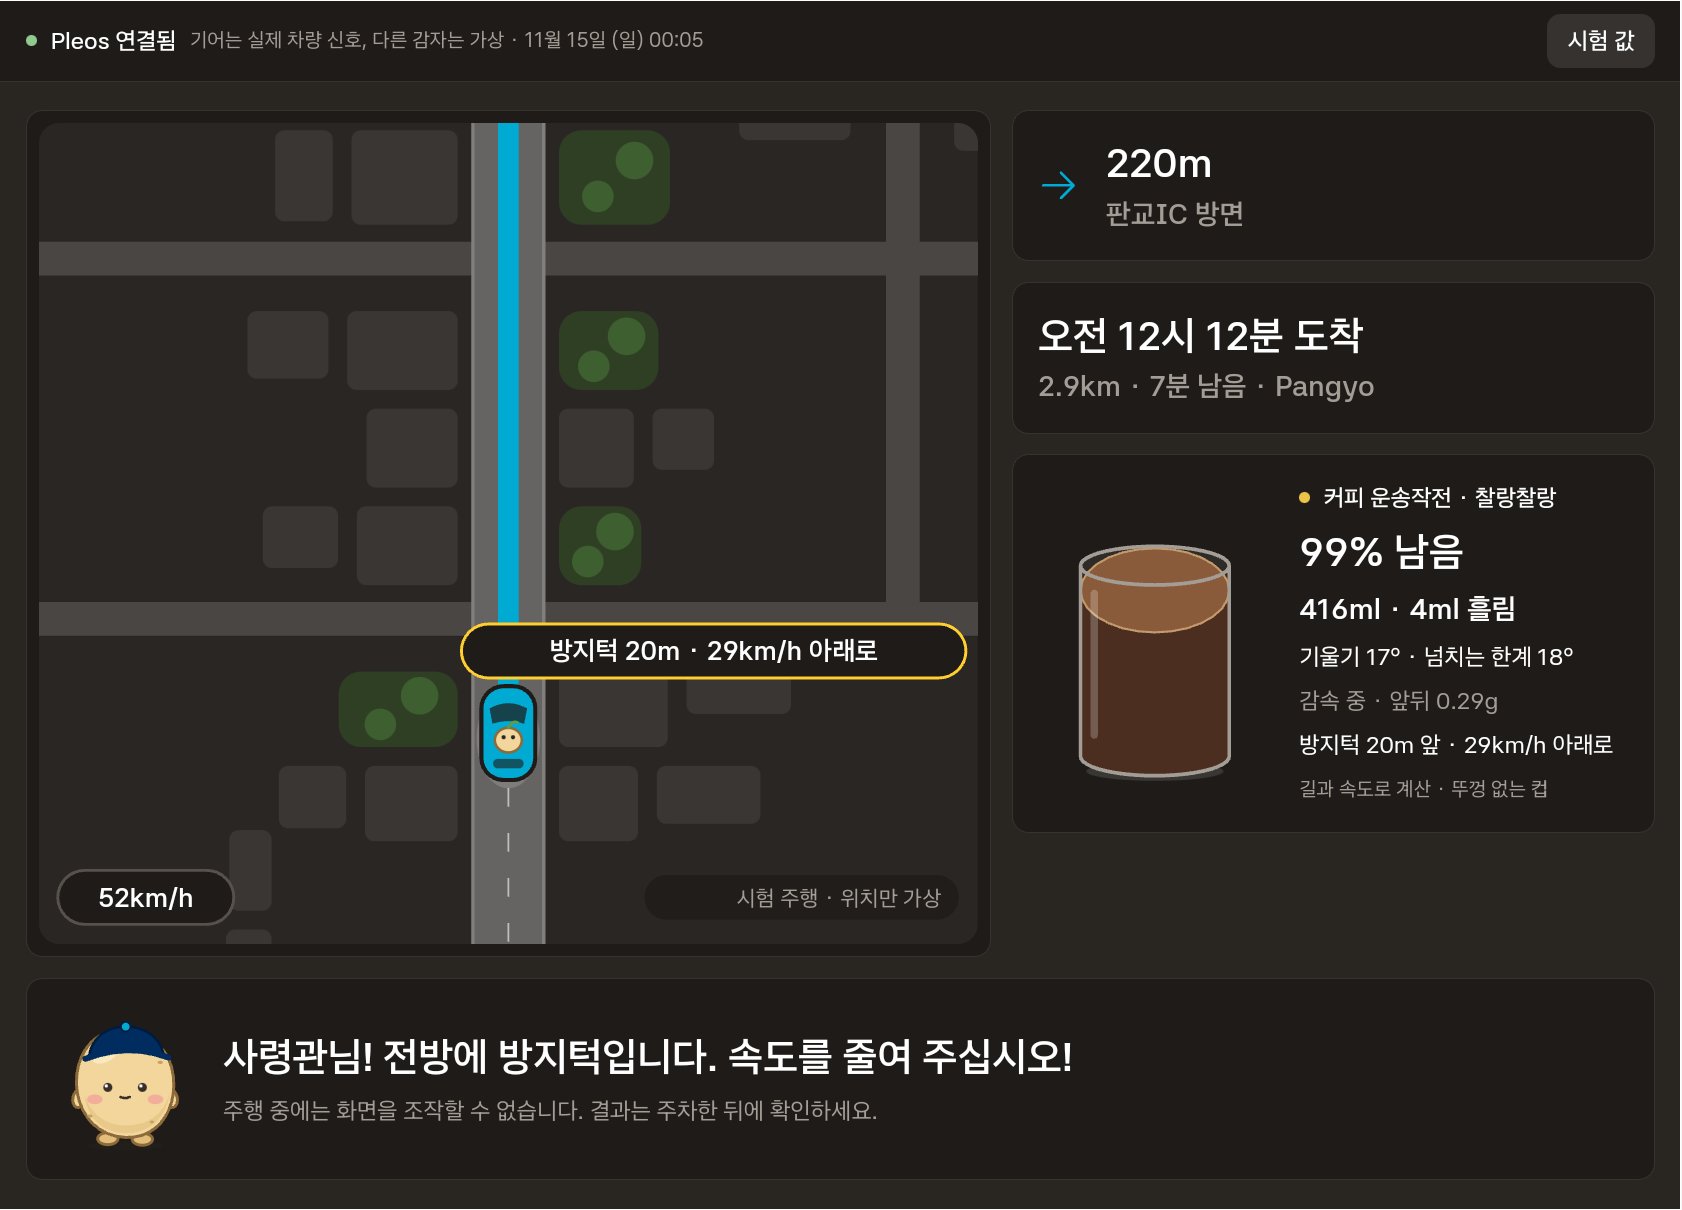 Pleos 연결됨 기어는 실제 차량 신호, 다른 감자는 가상 · 11월 15일 (일) 00:05
시험 값
220m
판교IC 방면
오전 12시 12분 도착
2.9km · 7분 남음 · Pangyo
커피 운송작전 · 찰랑찰랑
99% 남음
416ml · 4ml 흘림
기울기 17° · 넘치는 한계 18°
감속 중 · 앞뒤 0.29g
방지턱 20m 앞 · 29km/h 아래로
길과 속도로 계산 · 뚜껑 없는 컵
방지턱 20m · 29km/h 아래로
52km/h
시험 주행 · 위치만 가상
사령관님! 전방에 방지턱입니다. 속도를 줄여 주십시오!
주행 중에는 화면을 조작할 수 없습니다. 결과는 주차한 뒤에 확인하세요.